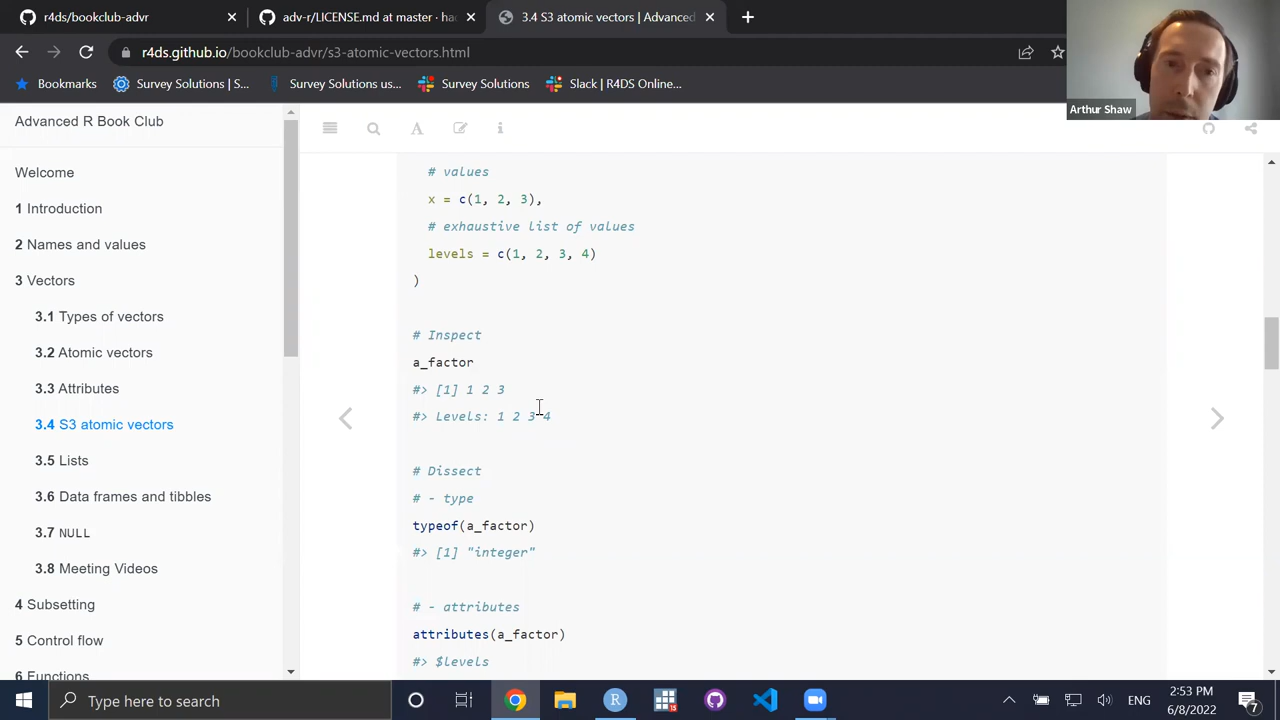 r4ds/bookclub-advr
adv-r/LICENSE.md at master · ha
3.4 S3 atomic vectors | Advanced
r4ds.github.io/bookclub-advr/s3-atomic-vectors.html
Bookmarks
Survey Solutions | S...
Survey Solutions us...
Survey Solutions
Slack | R4DS Online...
Arthur Shaw
Advanced R Book Club
Welcome
1 Introduction
2 Names and values
3 Vectors
3.1 Types of vectors
3.2 Atomic vectors
3.3 Attributes
3.4 S3 atomic vectors
3.5 Lists
3.6 Data frames and tibbles
3.7 NULL
3.8 Meeting Videos
4 Subsetting
5 Control flow
6 Functions
# values
x = c(1, 2, 3),
# exhaustive list of values
levels = c(1, 2, 3, 4)
)
# Inspect
a_factor
#> [1] 1 2 3
#> Levels: 1 2 3 4
# Dissect
# - type
typeof(a_factor)
#> [1] "integer"
# - attributes
attributes(a_factor)
#> $levels
Type here to search
ENG
2:53 PM
6/8/2022
7